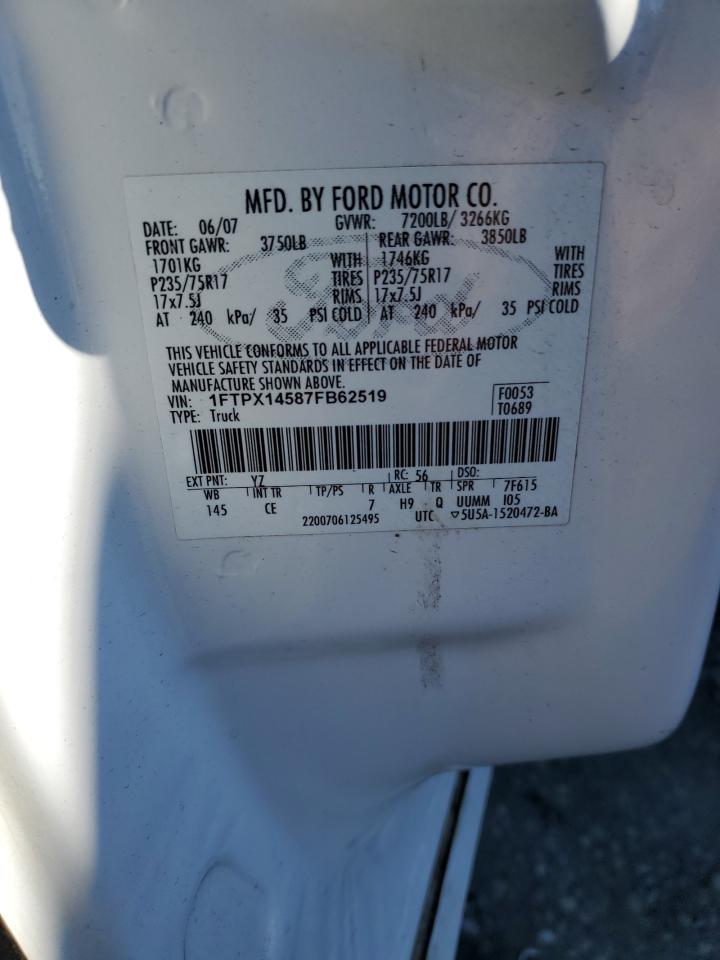 MFD. BY FORD MOTOR CO.
DATE: 06/07 GVWR: 7200LB/ 3266KG
FRONT GAWR: 3750LB REAR GAWR: 3850LB
1701KG WITH 1746KG WITH
P235/75R17 TIRES P235/75R17 TIRES
17x7.5J RIMS 17x7.5J RIMS
AT 240 kPa/ 35 PSI COLD AT 240 kPa/ 35 PSI COLD
Ford
THIS VEHICLE CONFORMS TO ALL APPLICABLE FEDERAL MOTOR
VEHICLE SAFETY STANDARDS IN EFFECT ON THE DATE OF
MANUFACTURE SHOWN ABOVE.
VIN: 1FTPX14587FB62519 F0053
TYPE: Truck T0689
EXT PNT: YZ RC: 56 DSO:
WB INT TR TP/PS R AXLE TR SPR 7F615
145 CE 7 H9 Q UUMM I05
2200706125495 UTC ▽5U5A-1520472-BA